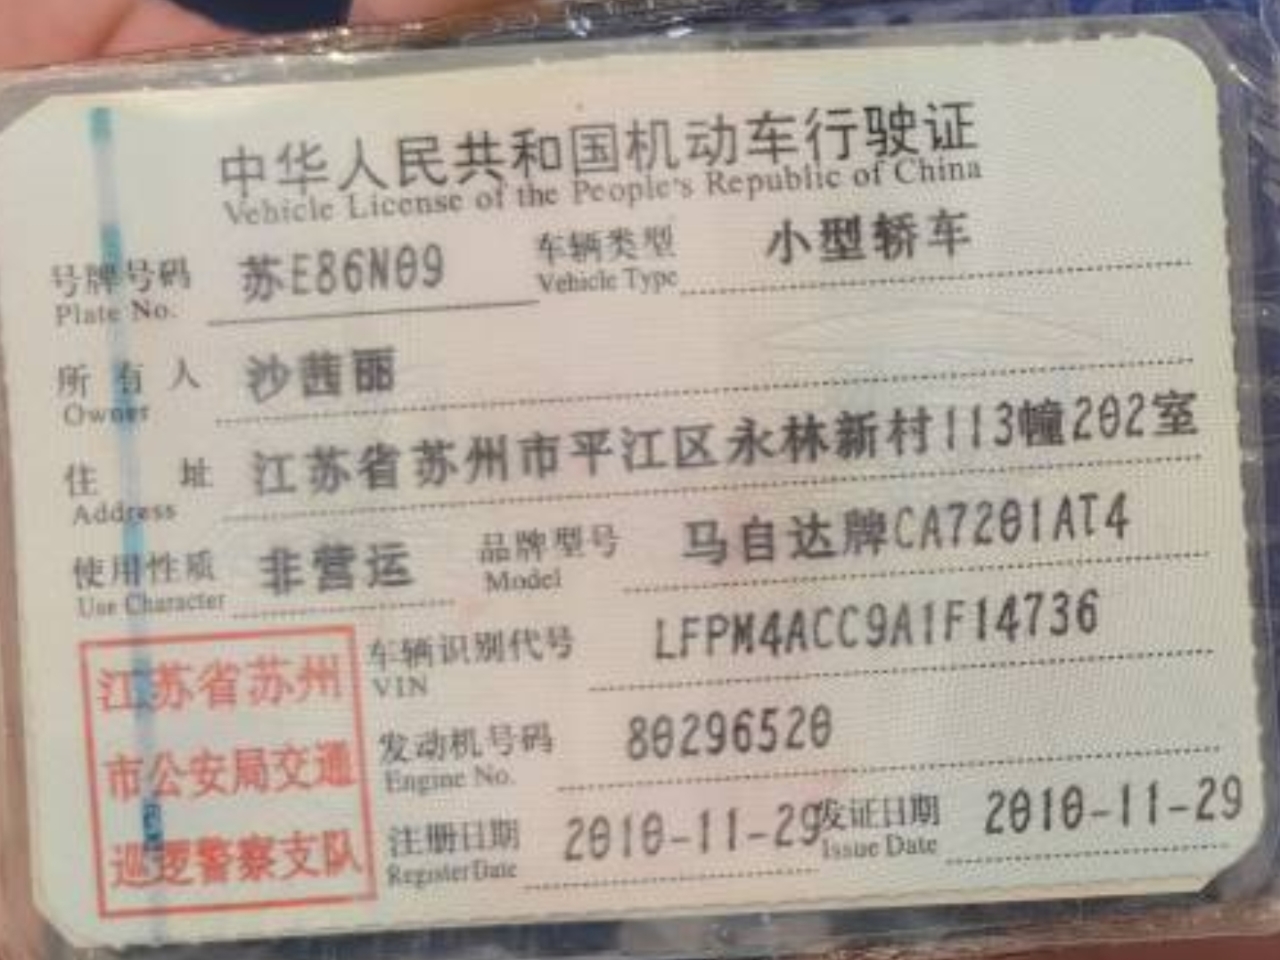 中华人民共和国机动车行驶证
Vehicle License of the People's Republic of China
号牌号码 苏E86N09 车辆类型 小型轿车
Plate No. Vehicle Type
所有人 沙茜丽
Owner
住址 江苏省苏州市平江区永林新村113幢202室
Address
使用性质 非营运 品牌型号 马自达牌CA7201AT4
Use Character Model
车辆识别代号 LFPM4ACC9A1F14736
VIN
发动机号码 80296520
Engine No.
注册日期 2010-11-29 发证日期 2010-11-29
Register Date Issue Date
江苏省苏州
市公安局交通
巡逻警察支队